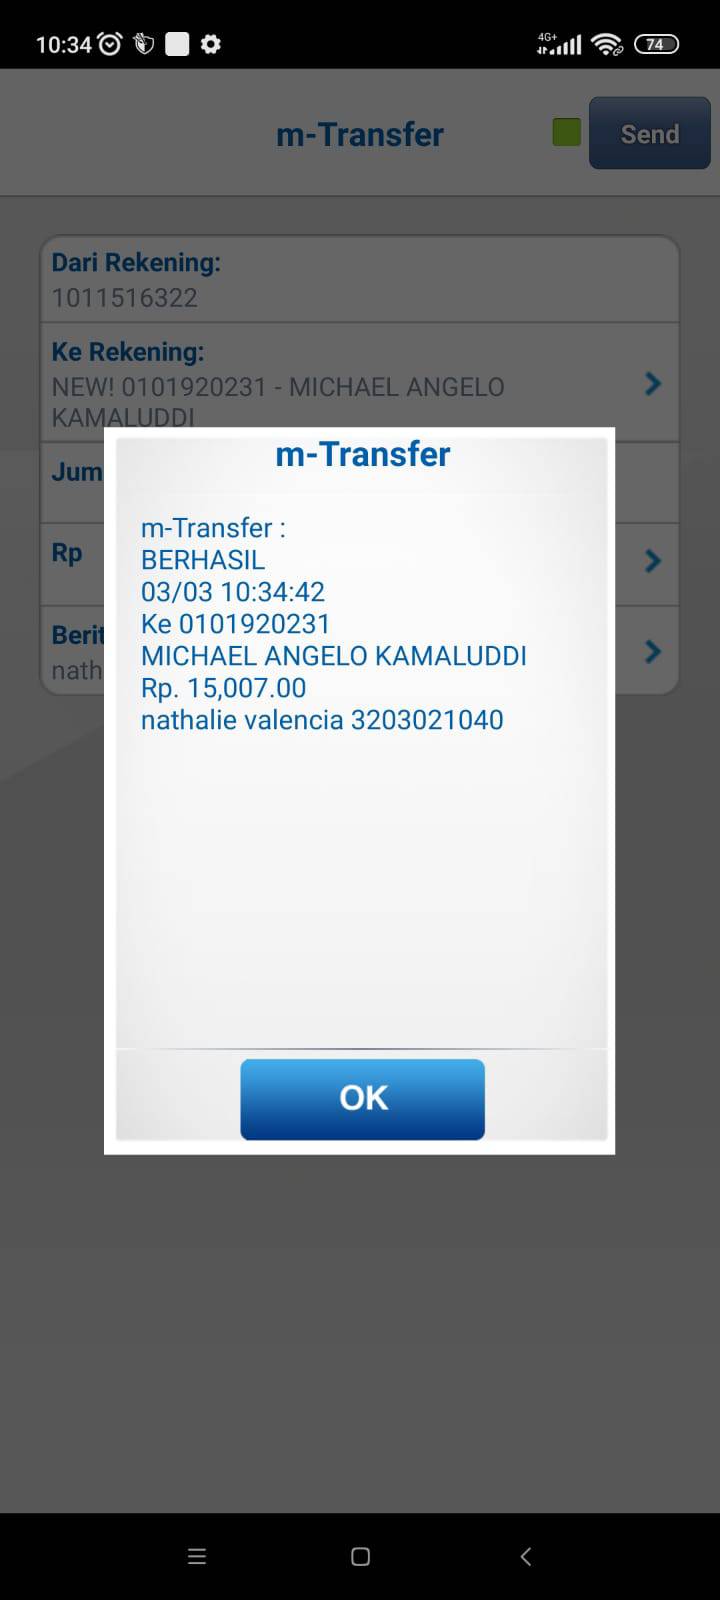 10:34
4G+
74
m-Transfer
Send
Dari Rekening:
1011516322
Ke Rekening:
NEW! 0101920231 - MICHAEL ANGELO
KAMALUDDI
Jum
Rp
Berit
nath
m-Transfer
m-Transfer :
BERHASIL
03/03 10:34:42
Ke 0101920231
MICHAEL ANGELO KAMALUDDI
Rp. 15,007.00
nathalie valencia 3203021040
OK